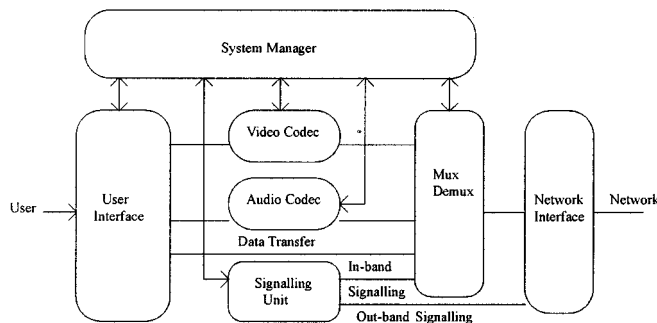 System Manager
Video Codec
Audio Codec
User
User
Interface
Mux
Demux
Network
Interface
Network
Data Transfer
In-band
Signalling
Unit
Signalling
Out-band Signalling